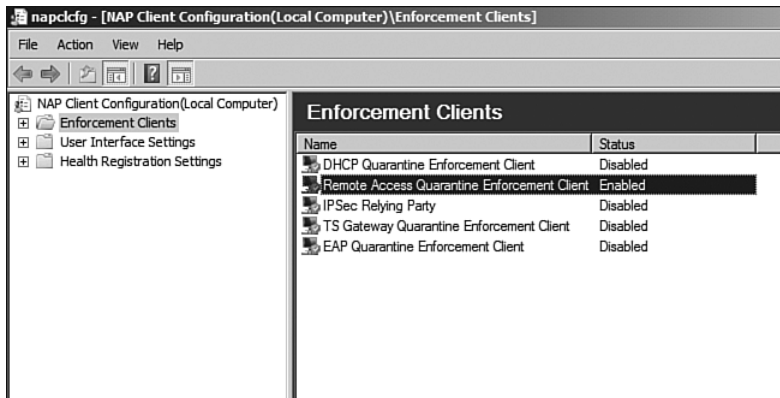 napclcfg - [NAP Client Configuration(Local Computer)\Enforcement Clients]
File Action View Help
NAP Client Configuration(Local Computer)
Enforcement Clients
User Interface Settings
Health Registration Settings
Enforcement Clients
Name Status
DHCP Quarantine Enforcement Client Disabled
Remote Access Quarantine Enforcement Client Enabled
IPSec Relying Party Disabled
TS Gateway Quarantine Enforcement Client Disabled
EAP Quarantine Enforcement Client Disabled